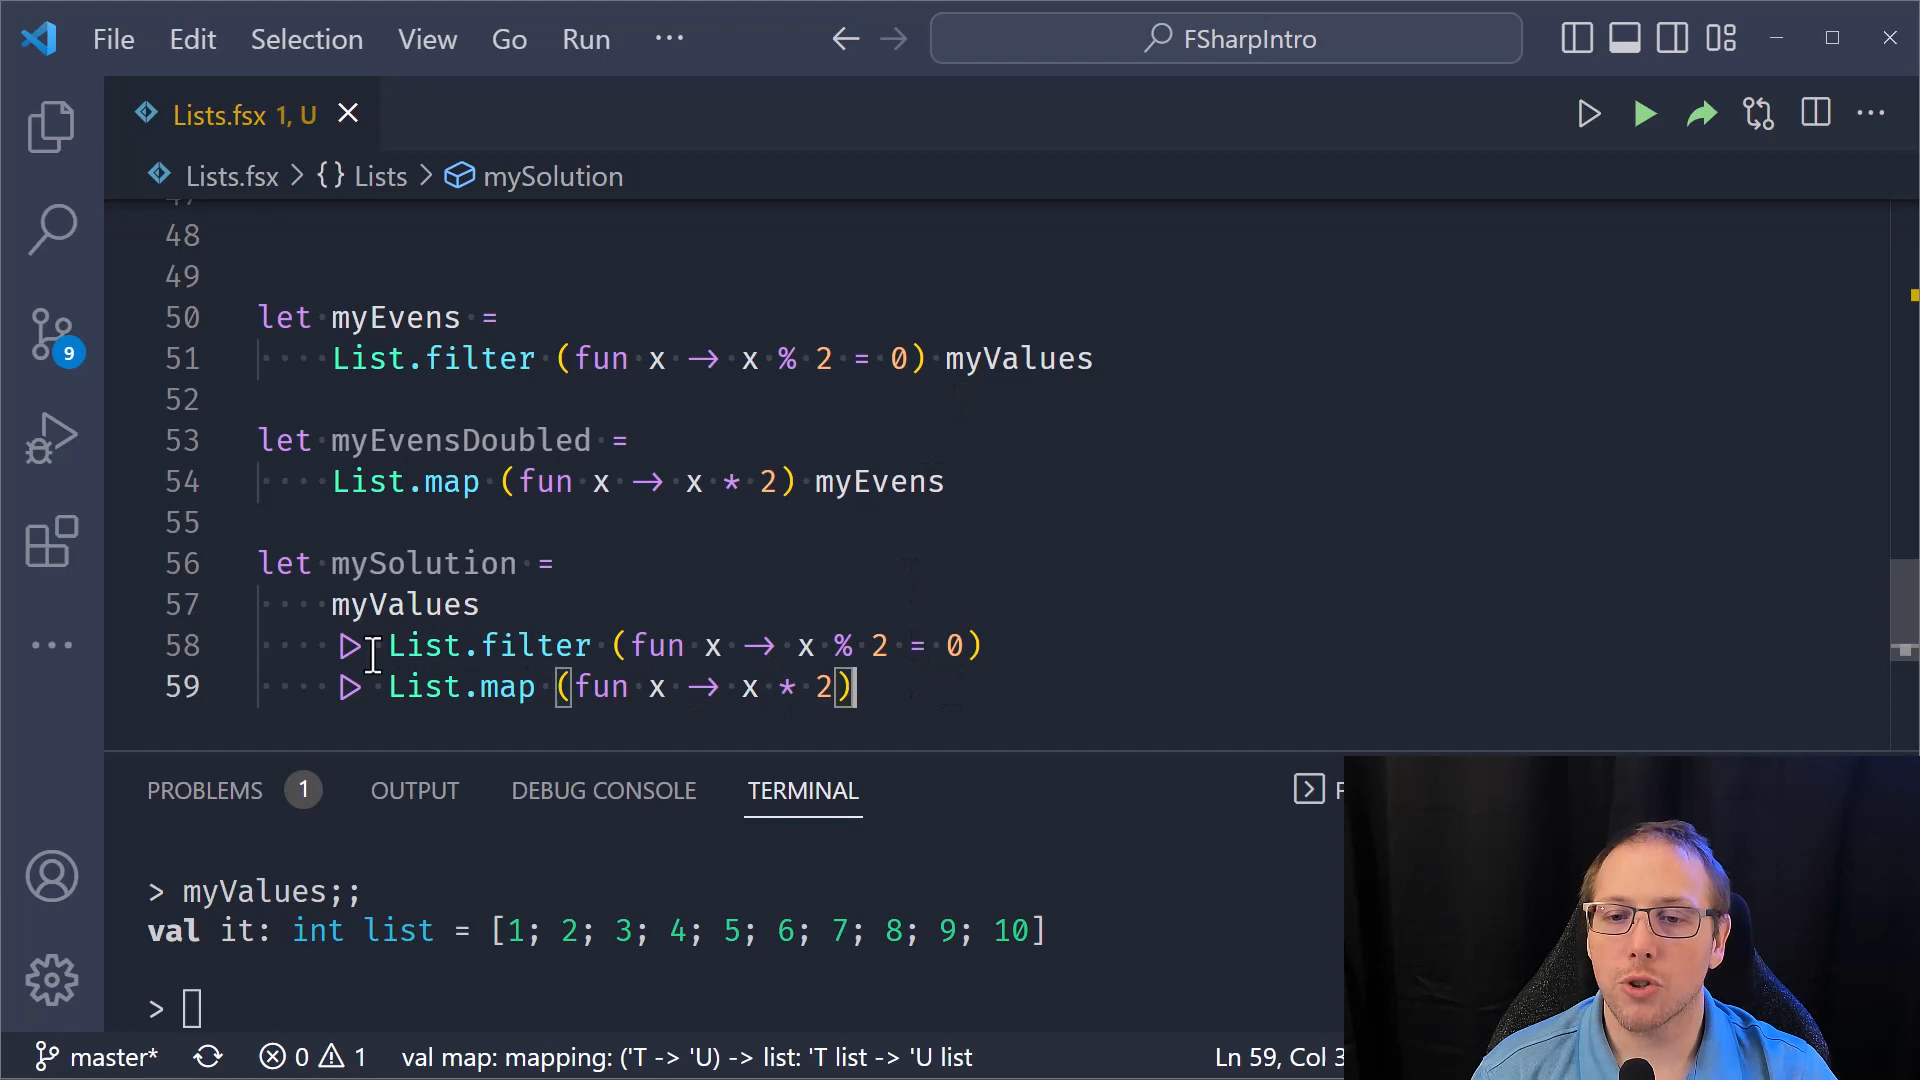 File Edit Selection View Go Run ··· FSharpIntro
Lists.fsx 1, U
Lists.fsx > {} Lists > mySolution
47
48
49
50 let myEvens =
51 List.filter (fun x → x % 2 = 0) myValues
52
53 let myEvensDoubled =
54 List.map (fun x → x * 2) myEvens
55
56 let mySolution =
57 myValues
58 ▷ List.filter (fun x → x % 2 = 0)
59 ▷ List.map (fun x → x * 2)
9
PROBLEMS 1 OUTPUT DEBUG CONSOLE TERMINAL
> myValues;;
val it: int list = [1; 2; 3; 4; 5; 6; 7; 8; 9; 10]
>
master* 0 1 val map: mapping: ('T -> 'U) -> list: 'T list -> 'U list Ln 59, Col 3